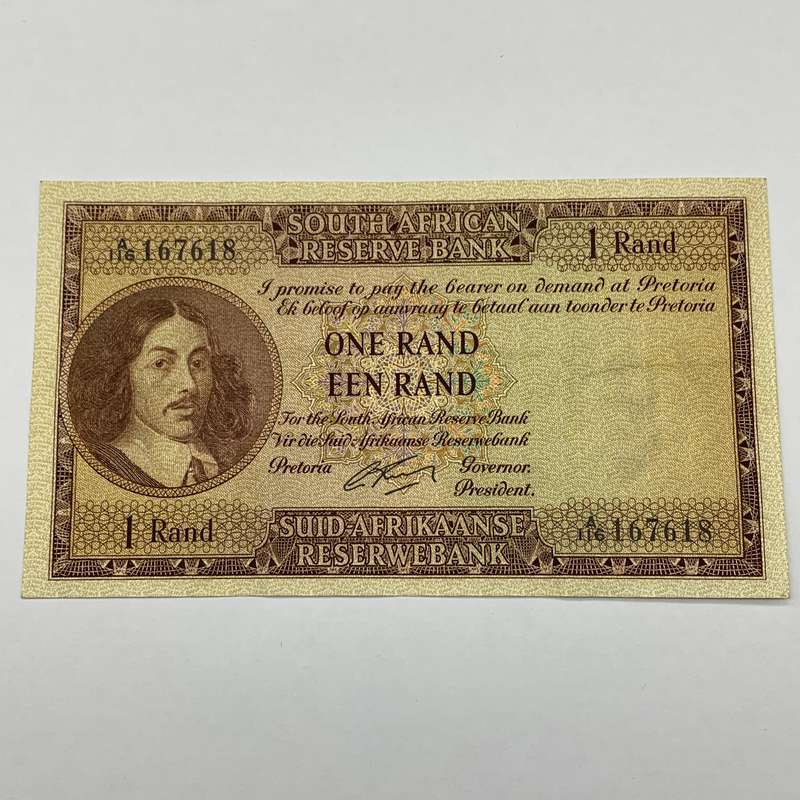 SOUTH AFRICAN
RESERVE BANK
A/116 167618
1 Rand
I promise to pay the bearer on demand at Pretoria
Ek beloof op aanvraag te betaal aan toonder te Pretoria
ONE RAND
EEN RAND
For the South African Reserve Bank
Vir die Suid-Afrikaanse Reserwebank
Pretoria
Governor.
President.
1 Rand
SUID-AFRIKAANSE
RESERWEBANK
A/116 167618